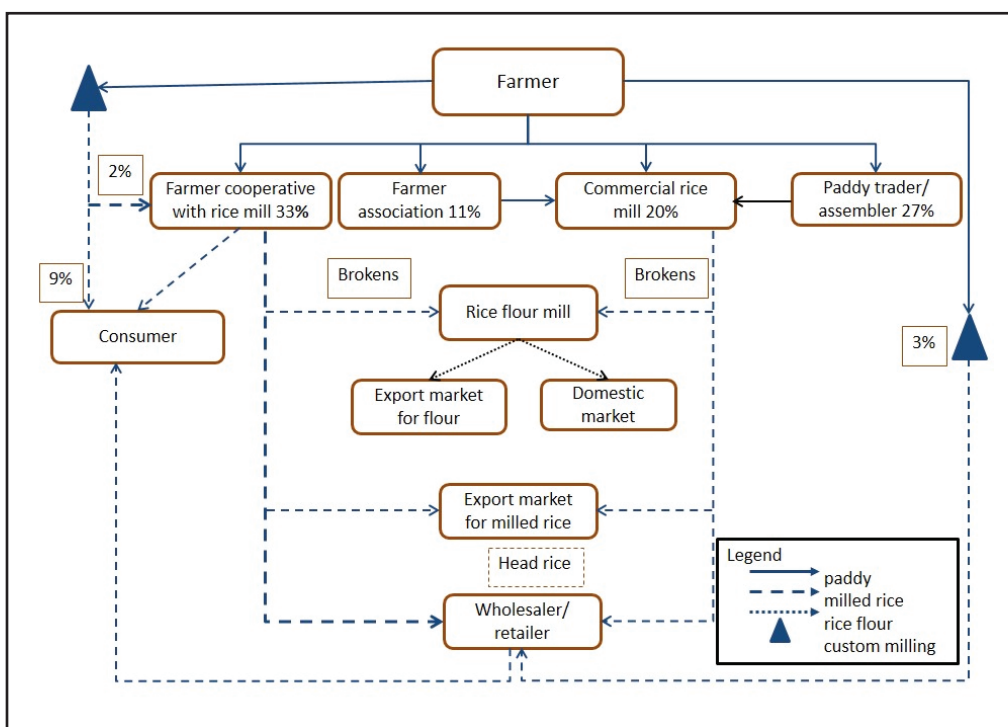 Farmer
2%
Farmer cooperative
with rice mill 33%
Farmer
association 11%
Commercial rice
mill 20%
Paddy trader/
assembler 27%
9%
Brokens
Brokens
Consumer
Rice flour mill
3%
Export market
for flour
Domestic
market
Export market
for milled rice
Head rice
Wholesaler/
retailer
Legend
paddy
milled rice
rice flour
custom milling